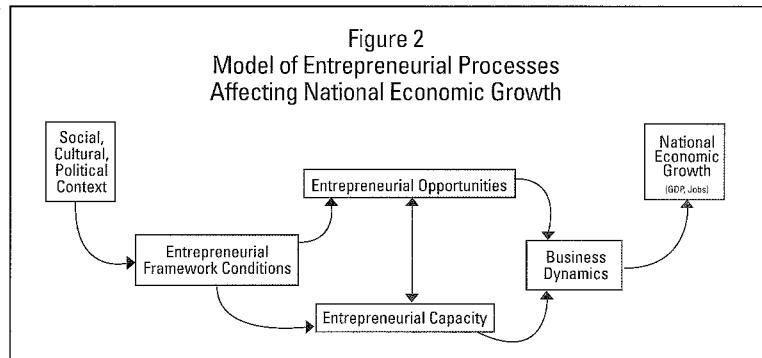 Figure 2
Model of Entrepreneurial Processes
Affecting National Economic Growth
Social,
Cultural,
Political
Context
Entrepreneurial
Framework Conditions
Entrepreneurial Opportunities
Entrepreneurial Capacity
Business
Dynamics
National
Economic
Growth
(GDP, Jobs)